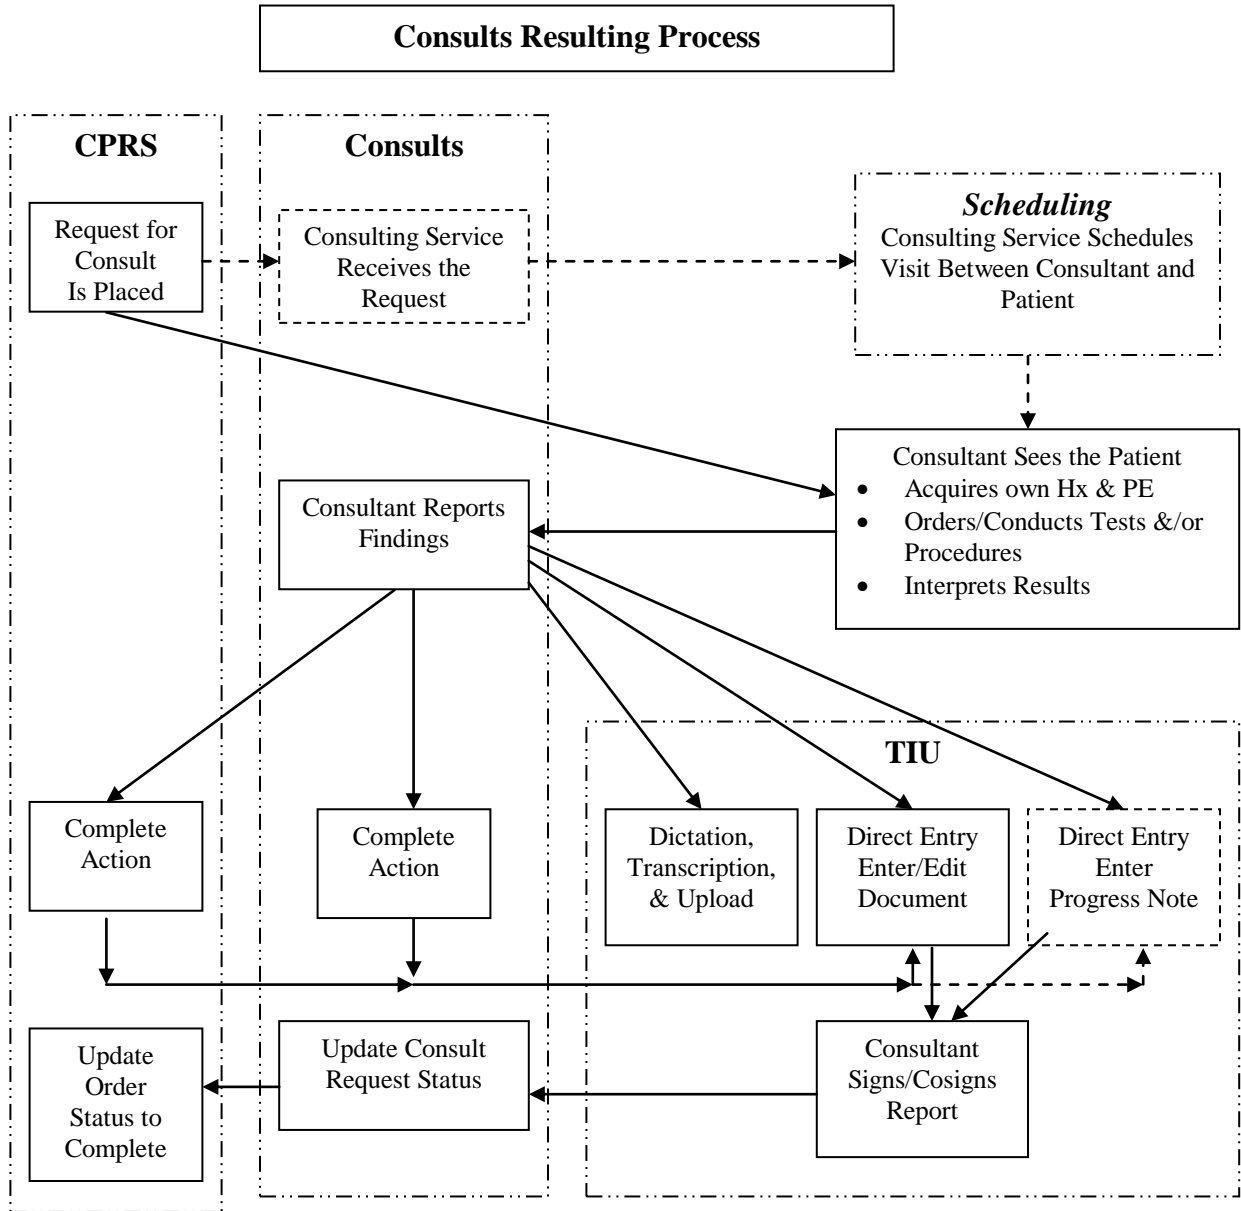 Consults Resulting Process
CPRS
Consults
Request for
Consult
Is Placed
Consulting Service
Receives the
Request
Scheduling
Consulting Service Schedules
Visit Between Consultant and
Patient
Consultant Sees the Patient
• Acquires own Hx & PE
• Orders/Conducts Tests &/or
Procedures
• Interprets Results
Consultant Reports
Findings
TIU
Complete
Action
Complete
Action
Dictation,
Transcription,
& Upload
Direct Entry
Enter/Edit
Document
Direct Entry
Enter
Progress Note
Update
Order
Status to
Complete
Update Consult
Request Status
Consultant
Signs/Cosigns
Report